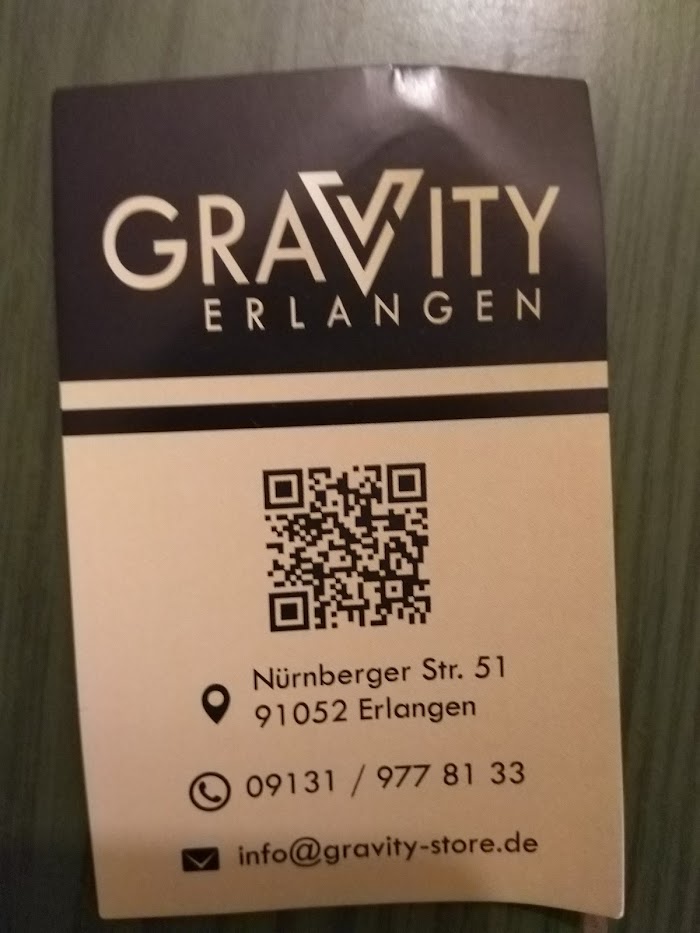 GRAVITY
ERLANGEN
Nürnberger Str. 51
91052 Erlangen
09131 / 977 81 33
info@gravity-store.de